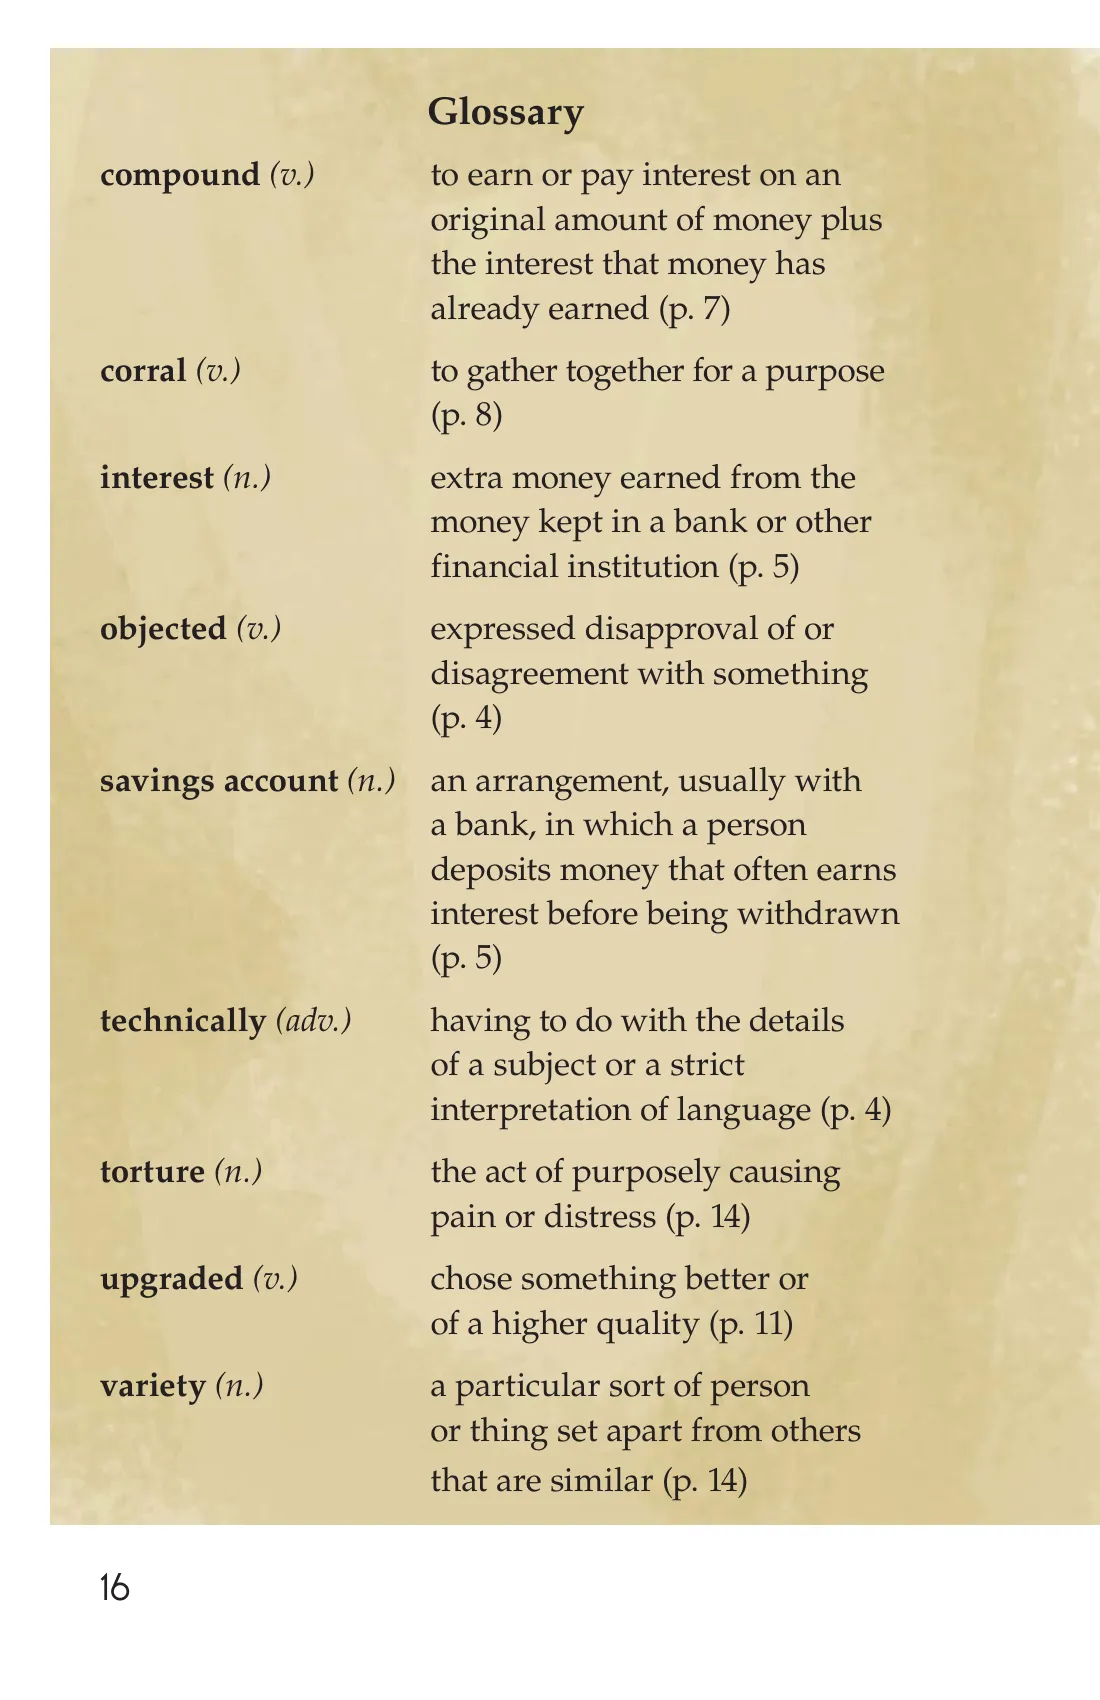 Glossary
compound (v.) to earn or pay interest on an
original amount of money plus
the interest that money has
already earned (p. 7)
corral (v.) to gather together for a purpose
(p. 8)
interest (n.) extra money earned from the
money kept in a bank or other
financial institution (p. 5)
objected (v.) expressed disapproval of or
disagreement with something
(p. 4)
savings account (n.) an arrangement, usually with
a bank, in which a person
deposits money that often earns
interest before being withdrawn
(p. 5)
technically (adv.) having to do with the details
of a subject or a strict
interpretation of language (p. 4)
torture (n.) the act of purposely causing
pain or distress (p. 14)
upgraded (v.) chose something better or
of a higher quality (p. 11)
variety (n.) a particular sort of person
or thing set apart from others
that are similar (p. 14)
16